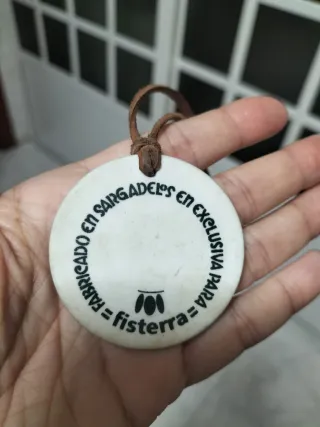 = FABRICADO EN SARGADELOS EN EXCLUSIVA PARA =
fisterra